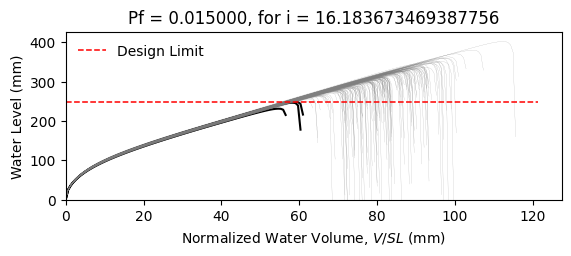 Pf = 0.015000, for i = 16.183673469387756
Design Limit
Water Level (mm)
400
300
200
100
0
0 20 40 60 80 100 120
Normalized Water Volume, V/SL (mm)